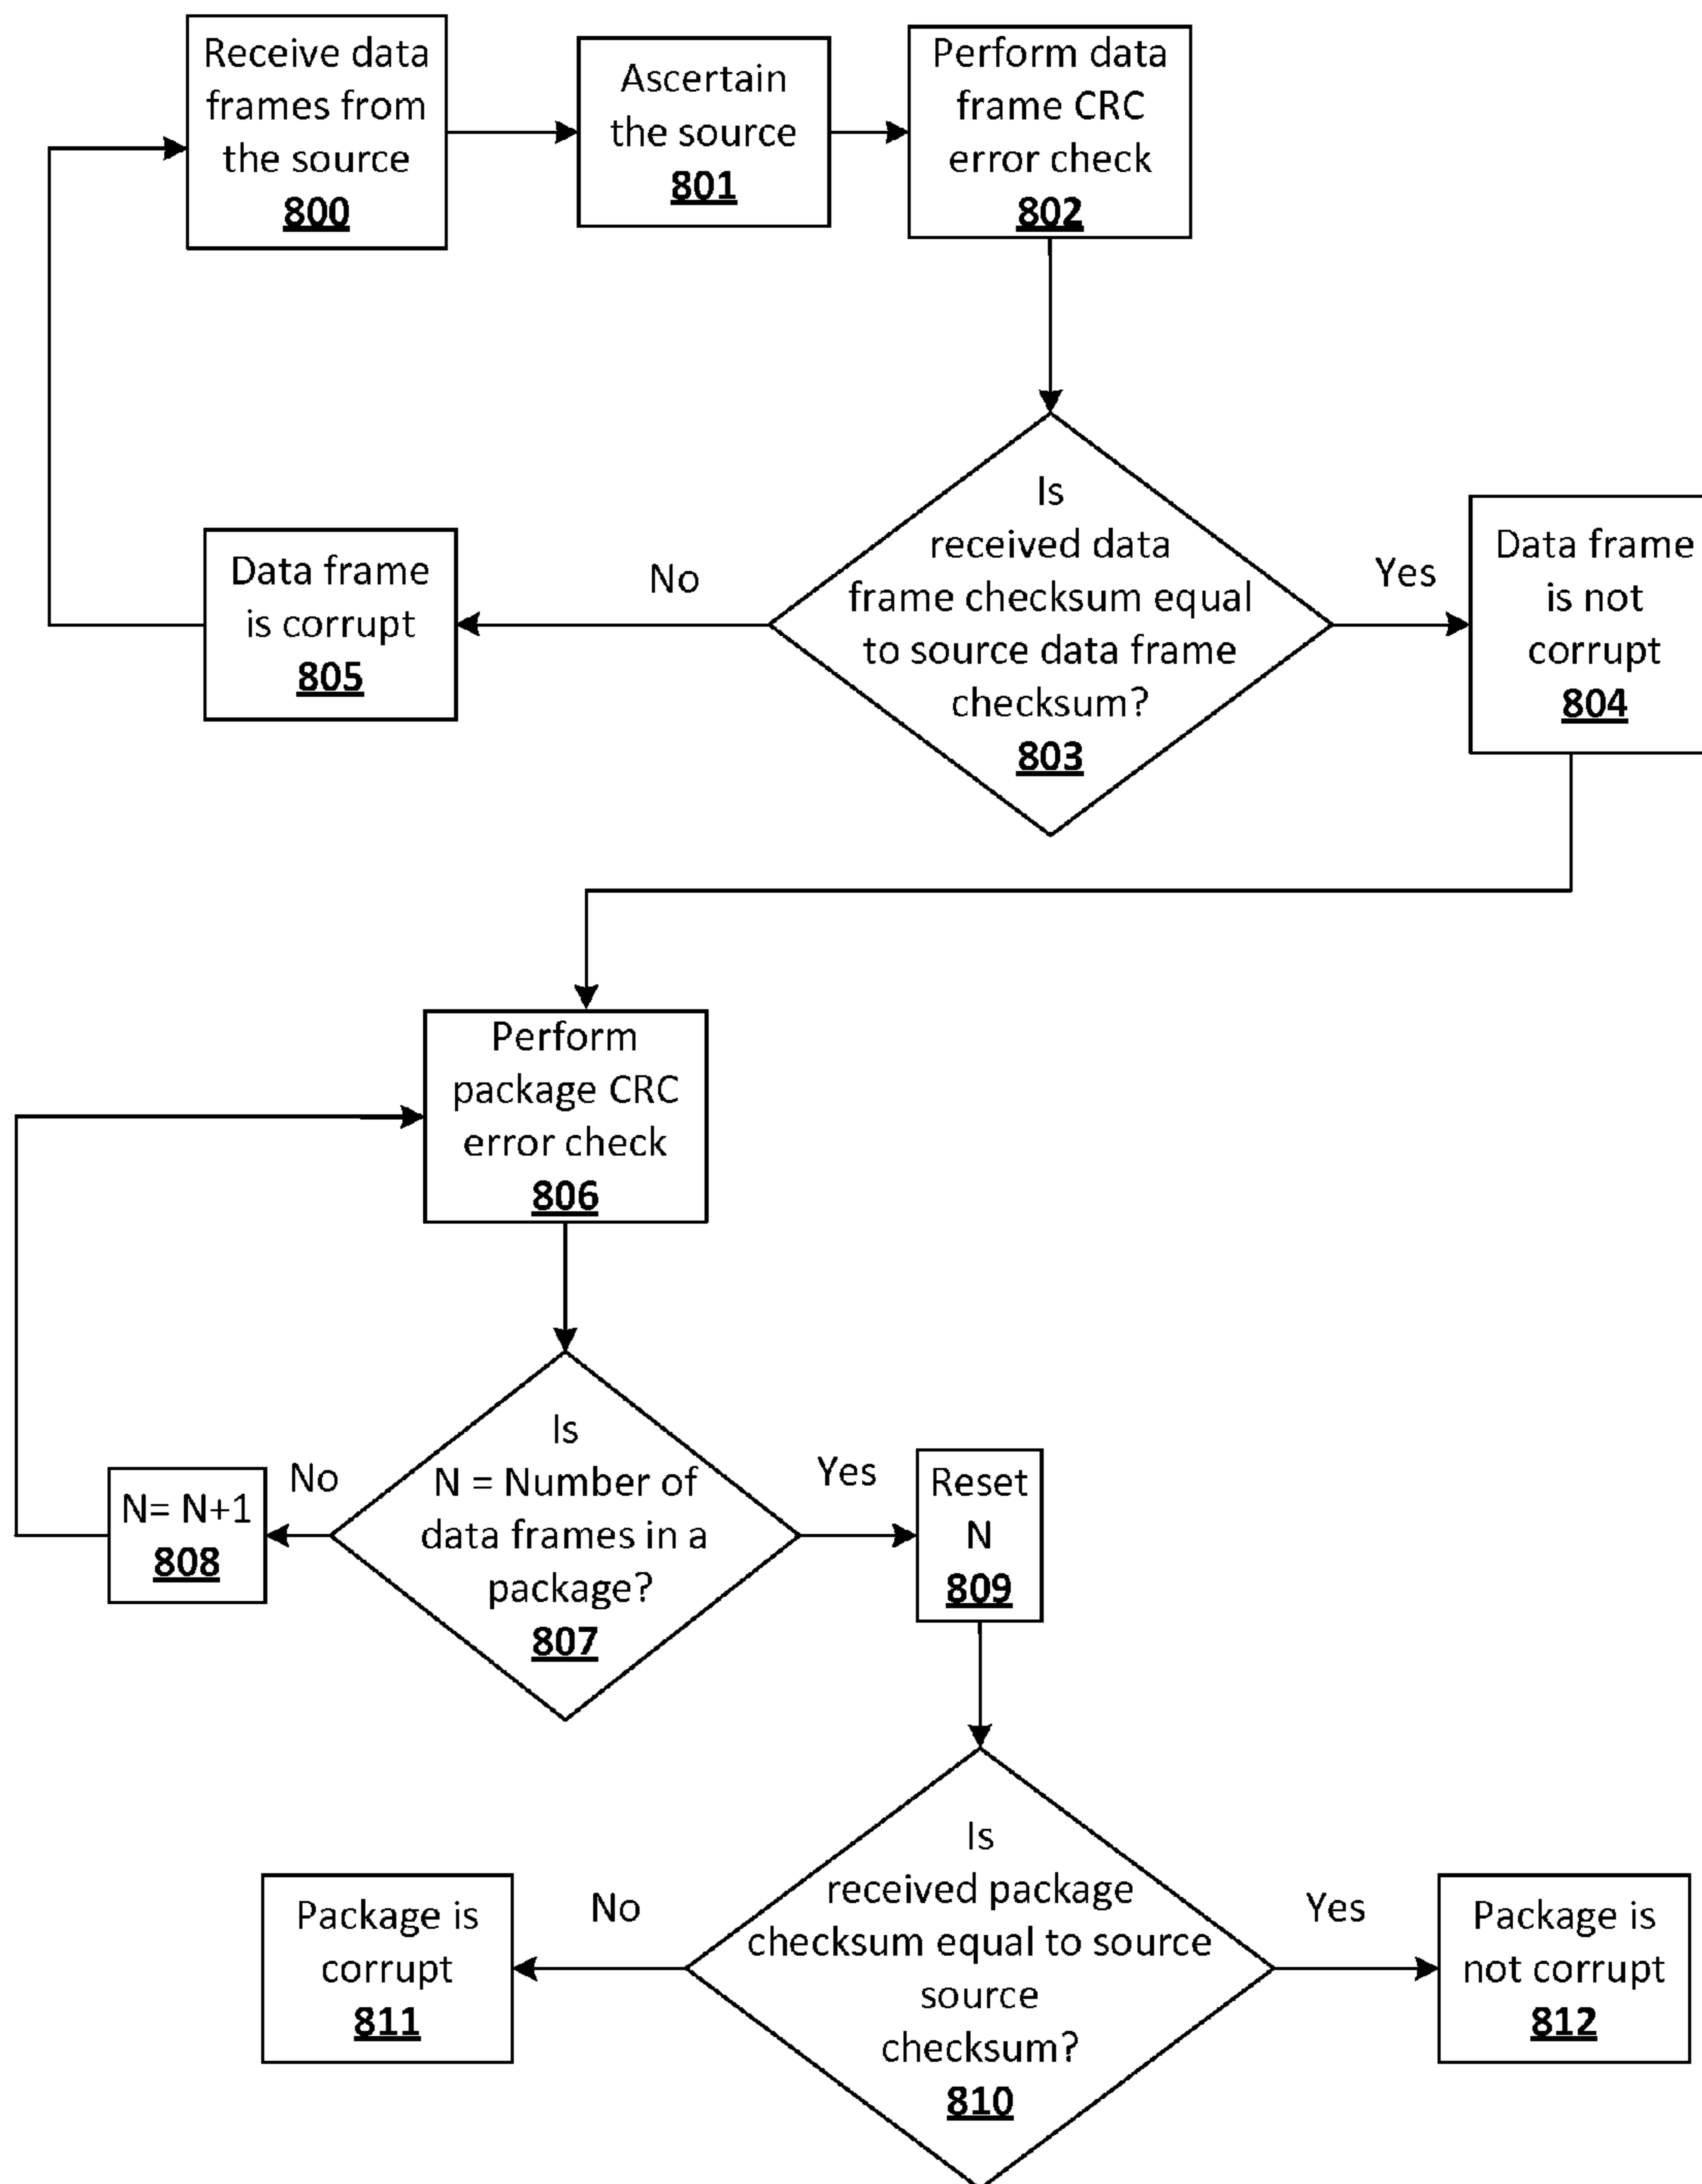 Receive data
frames from
the source
800
Ascertain
the source
801
Perform data
frame CRC
error check
802
Is
received data
frame checksum equal
to source data frame
checksum?
803
No
Yes
Data frame
is corrupt
805
Data frame
is not
corrupt
804
Perform
package CRC
error check
806
Is
N = Number of
data frames in a
package?
807
No
Yes
N= N+1
808
Reset
N
809
Is
received package
checksum equal to source
source
checksum?
810
No
Yes
Package is
corrupt
811
Package is
not corrupt
812